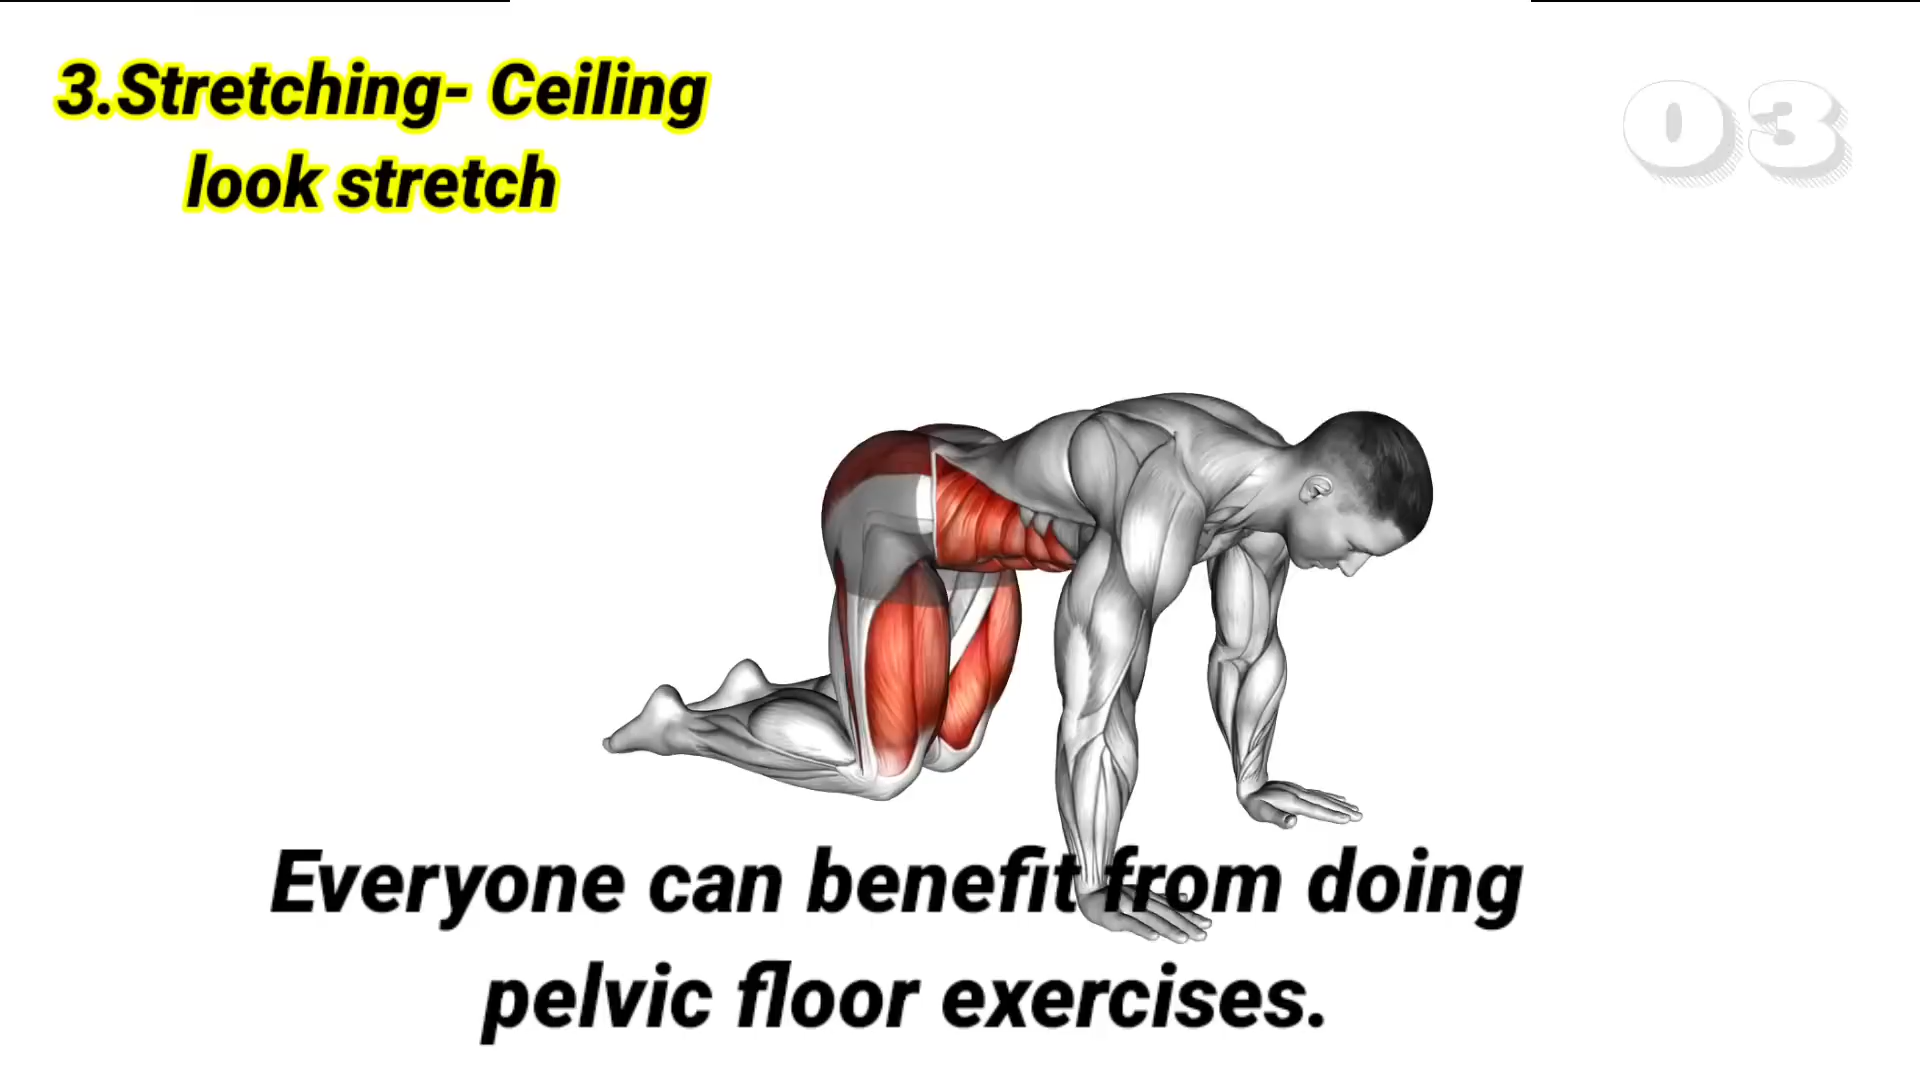 3.Stretching- Ceiling
look stretch
03
Everyone can benefit from doing
pelvic floor exercises.